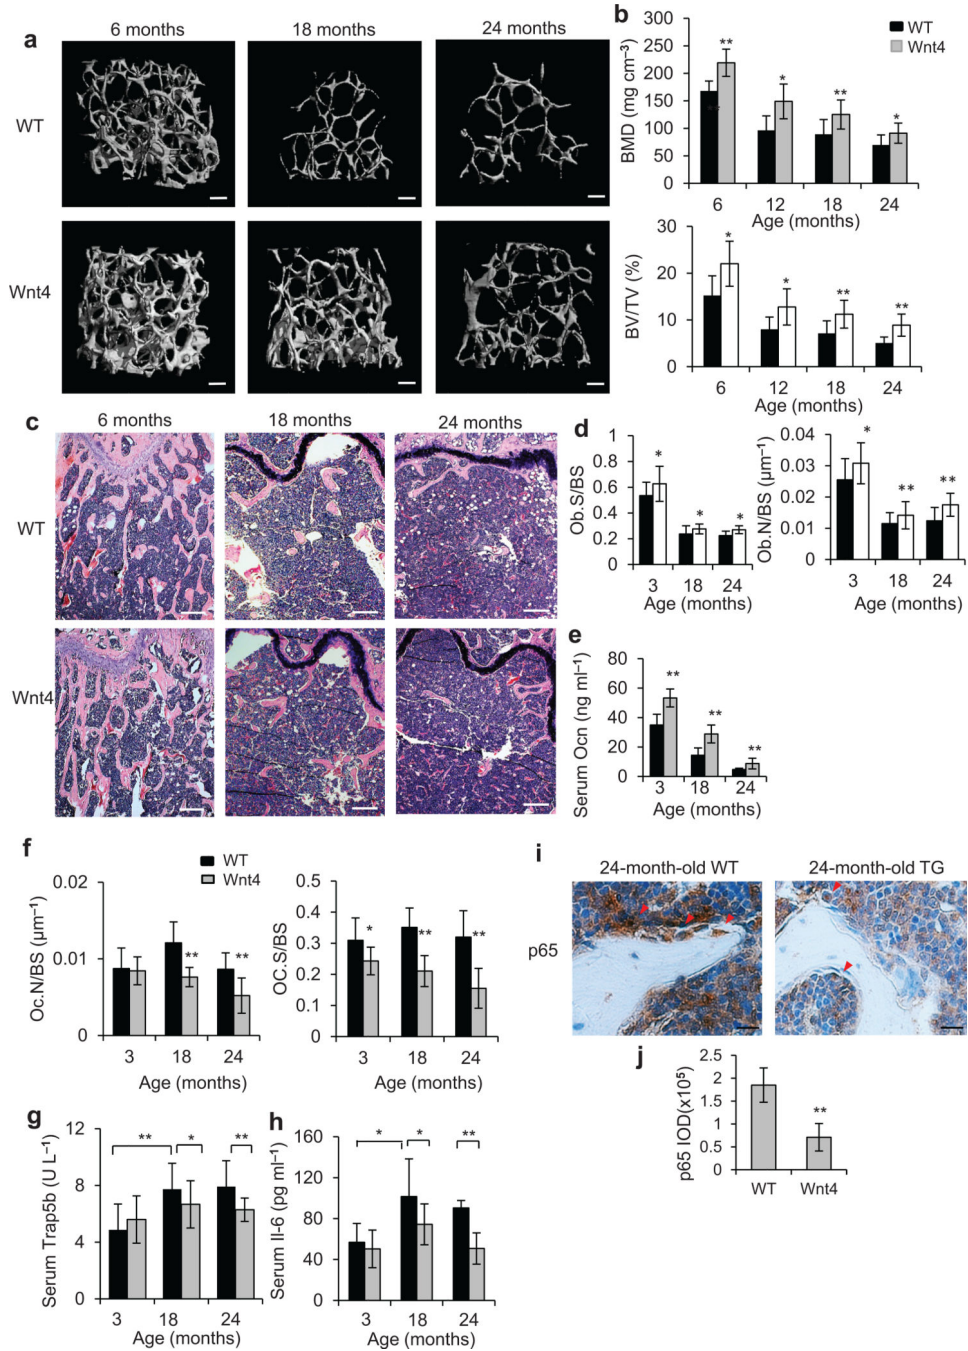 a
6 months
18 months
24 months
WT
Wnt4
b
BMD (mg cm⁻³)
300
250
200
150
100
50
0
WT
Wnt4
**
*
**
*
**
6
12
18
24
Age (months)
BV/TV (%)
30
20
10
0
*
*
**
**
6
12
18
24
Age (months)
c
6 months
18 months
24 months
WT
Wnt4
d
Ob.S/BS
1
0.8
0.6
0.4
0.2
0
*
*
*
3
18
24
Age (months)
Ob.N/BS (μm⁻¹)
0.04
0.03
0.02
0.01
0
*
**
**
3
18
24
Age (months)
e
Serum Ocn (ng ml⁻¹)
80
60
40
20
0
**
**
**
3
18
24
Age (months)
f
WT
Wnt4
Oc.N/BS (μm⁻¹)
0.02
0.01
0
**
**
3
18
24
Age (months)
OC.S/BS
0.5
0.4
0.3
0.2
0.1
0
*
**
**
3
18
24
Age (months)
g
Serum Trap5b (U L⁻¹)
12
8
4
0
**
*
**
3
18
24
Age (months)
h
Serum Il-6 (pg ml⁻¹)
160
120
80
40
0
*
*
**
3
18
24
Age (months)
i
24-month-old WT
24-month-old TG
p65
j
p65 IOD(x10⁵)
2.5
2
1.5
1
0.5
0
**
WT
Wnt4